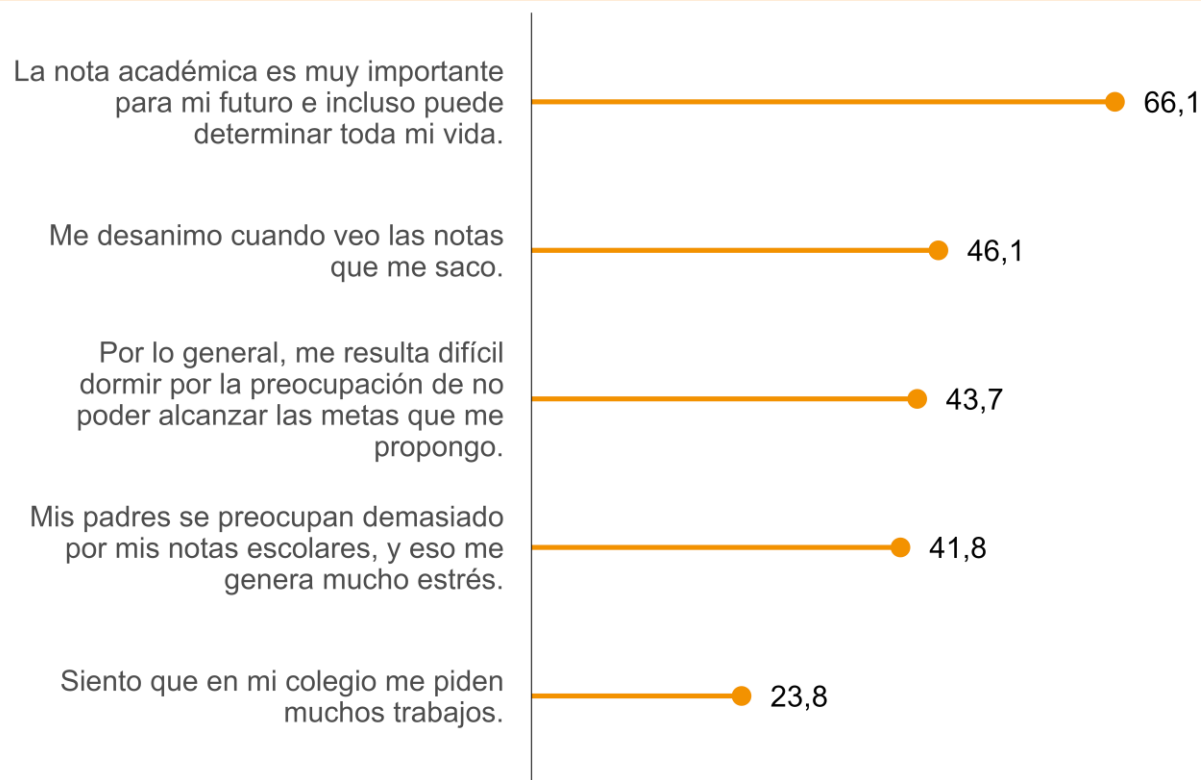 La nota académica es muy importante
para mi futuro e incluso puede
determinar toda mi vida.
66,1
Me desanimo cuando veo las notas
que me saco.
46,1
Por lo general, me resulta difícil
dormir por la preocupación de no
poder alcanzar las metas que me
propongo.
43,7
Mis padres se preocupan demasiado
por mis notas escolares, y eso me
genera mucho estrés.
41,8
Siento que en mi colegio me piden
muchos trabajos.
23,8